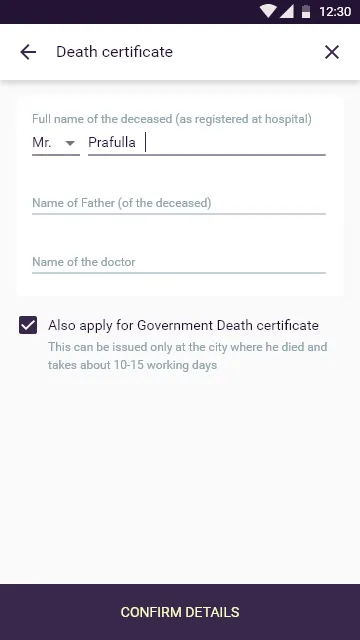 12:30
Death certificate
Full name of the deceased (as registered at hospital)
Mr. Prafulla
Name of Father (of the deceased)
Name of the doctor
Also apply for Government Death certificate
This can be issued only at the city where he died and
takes about 10-15 working days
CONFIRM DETAILS